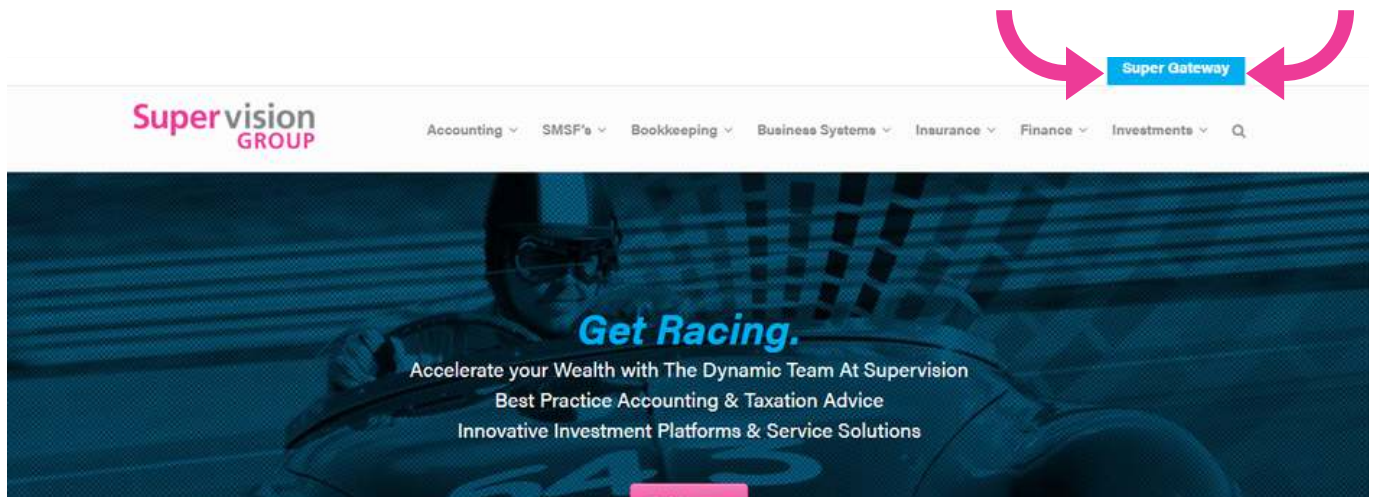 Super Gateway
Supervision
GROUP
Accounting SMSF's Bookkeeping Business Systems Insurance Finance Investments
Get Racing.
Accelerate your Wealth with The Dynamic Team At Supervision
Best Practice Accounting & Taxation Advice
Innovative Investment Platforms & Service Solutions
643